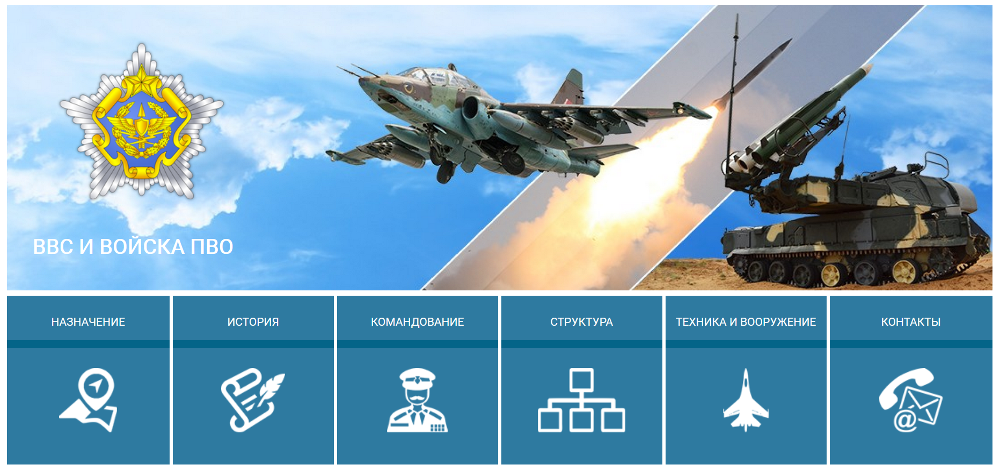 ВВС И ВОЙСКА ПВО
НАЗНАЧЕНИЕ
ИСТОРИЯ
КОМАНДОВАНИЕ
СТРУКТУРА
ТЕХНИКА И ВООРУЖЕНИЕ
КОНТАКТЫ
@